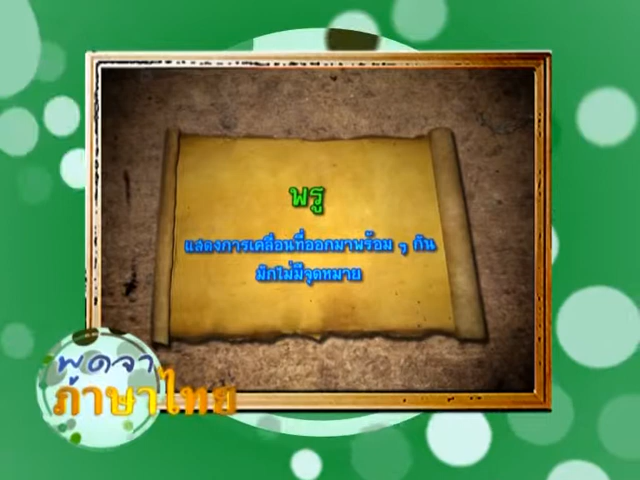 พรู
แสดงการเคลื่อนที่ออกมาพร้อม ๆ กัน
มักไม่มีจุดหมาย
พูดจา
ภาษาไทย